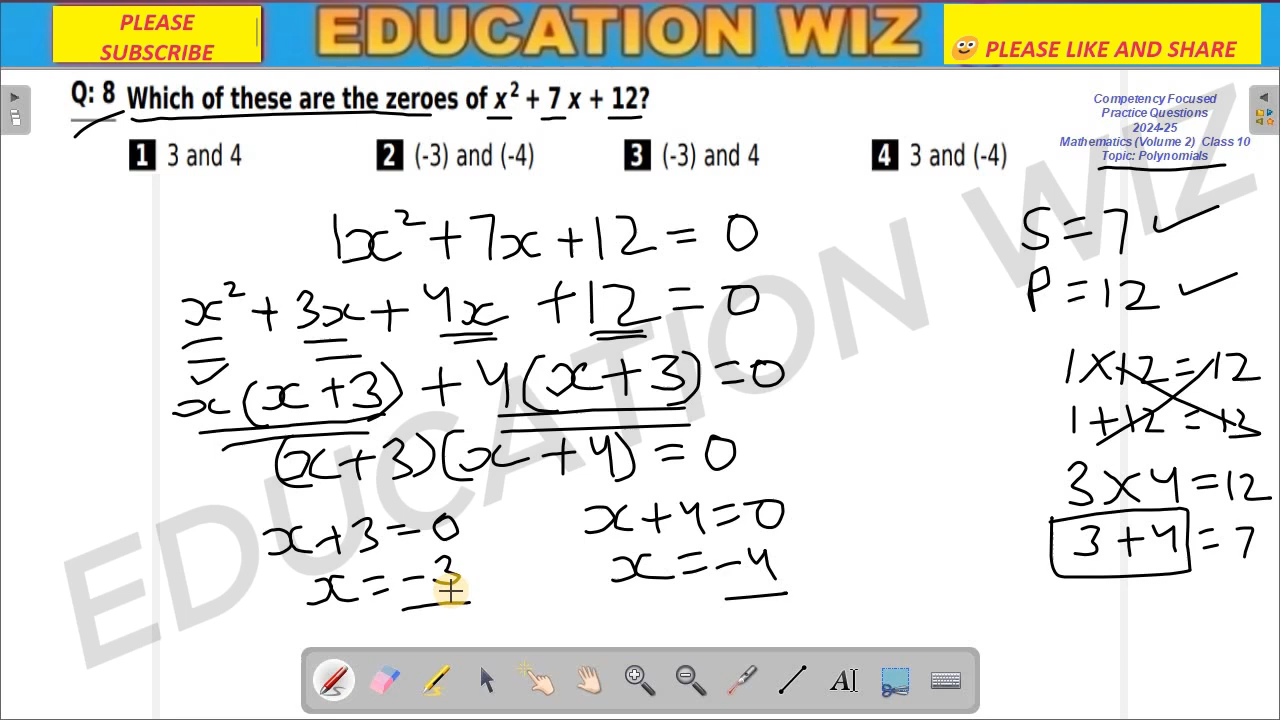 PLEASE SUBSCRIBE
EDUCATION WIZ
PLEASE LIKE AND SHARE
Q: 8 Which of these are the zeroes of x² + 7 x + 12?
1 3 and 4 2 (-3) and (-4) 3 (-3) and 4 4 3 and (-4)
Competency Focused
Practice Questions
2024-25
Mathematics (Volume 2) Class 10
Topic: Polynomials
1x² + 7x + 12 = 0
x² + 3x + 4x + 12 = 0
x(x+3) + 4(x+3) = 0
(x+3)(x+4) = 0
x+3=0 x+4=0
x=-3 x=-4
S=7
P=12
1×12=12
1+12=13
3×4=12
3+4=7
EDUCATION WIZ
AI